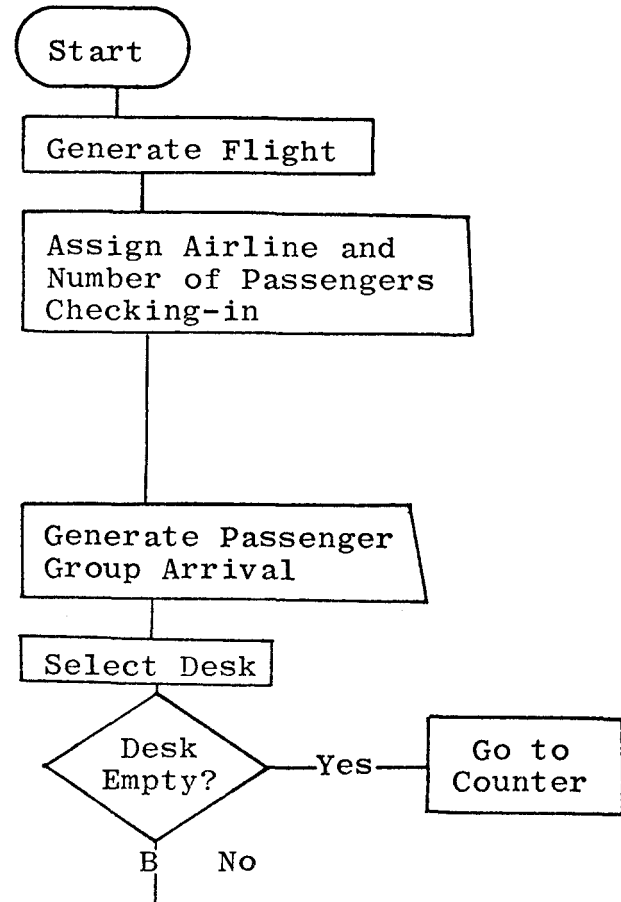 Start
Generate Flight
Assign Airline and
Number of Passengers
Checking-in
Generate Passenger
Group Arrival
Select Desk
Desk
Empty?
Yes
Go to
Counter
B No